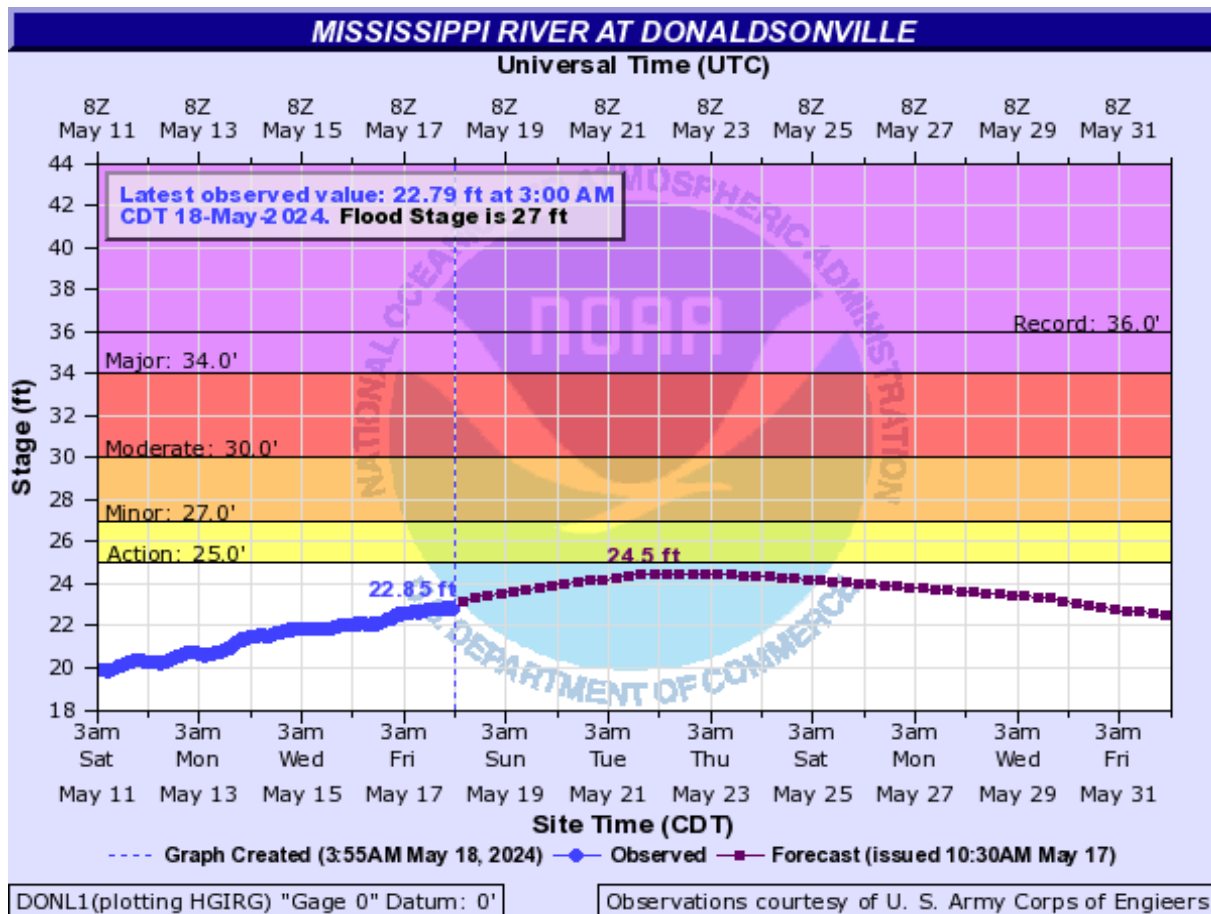 MISSISSIPPI RIVER AT DONALDSONVILLE
Universal Time (UTC)
8Z 8Z 8Z 8Z 8Z 8Z 8Z 8Z 8Z 8Z 8Z
May 11 May 13 May 15 May 17 May 19 May 21 May 23 May 25 May 27 May 29 May 31
Latest observed value: 22.79 ft at 3:00 AM
CDT 18-May-2024. Flood Stage is 27 ft
NATIONAL OCEANIC AND ATMOSPHERIC ADMINISTRATION
NOAA
U.S. DEPARTMENT OF COMMERCE
Stage (ft)
44
42
40
38
36
34
32
30
28
26
24
22
20
18
Record: 36.0'
Major: 34.0'
Moderate: 30.0'
Minor: 27.0'
Action: 25.0'
24.5 ft
22.85 ft
3am 3am 3am 3am 3am 3am 3am 3am 3am 3am 3am
Sat Mon Wed Fri Sun Tue Thu Sat Mon Wed Fri
May 11 May 13 May 15 May 17 May 19 May 21 May 23 May 25 May 27 May 29 May 31
Site Time (CDT)
Graph Created (3:55AM May 18, 2024) Observed Forecast (issued 10:30AM May 17)
DONL1(plotting HGIRG) "Gage 0" Datum: 0'
Observations courtesy of U. S. Army Corps of Engieers